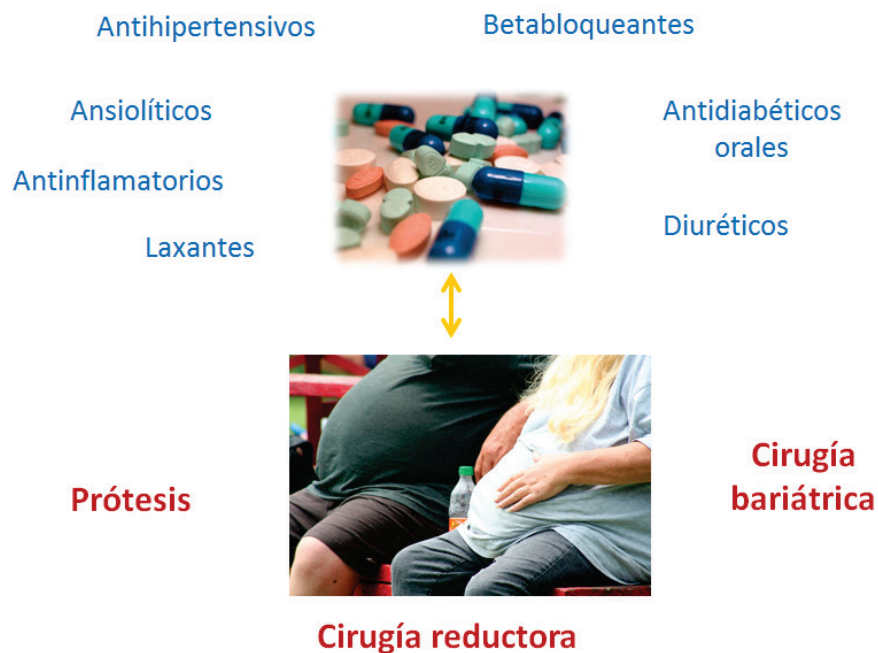 Antihipertensivos
Betabloqueantes
Ansiolíticos
Antidiabéticos
orales
Antinflamatorios
Diuréticos
Laxantes
Prótesis
Cirugía
bariátrica
Cirugía reductora